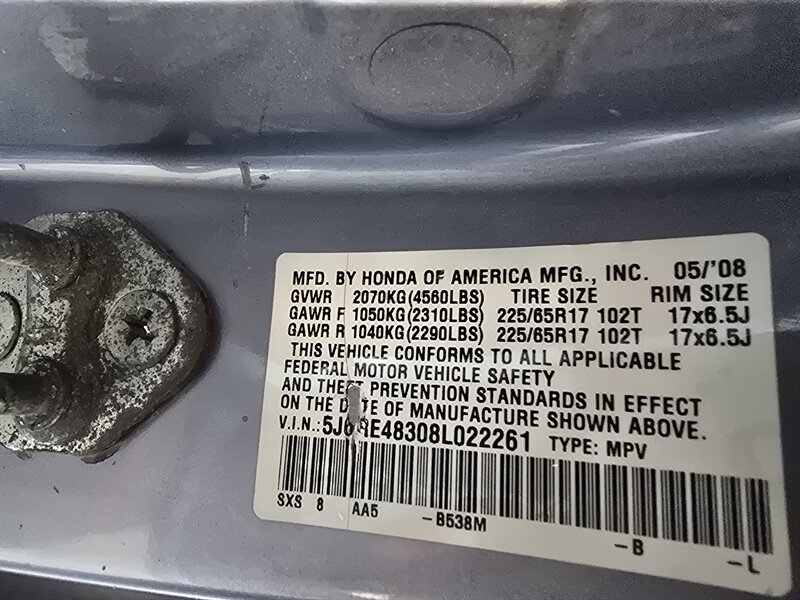 MFD. BY HONDA OF AMERICA MFG., INC. 05/'08
GVWR 2070KG(4560LBS) TIRE SIZE RIM SIZE
GAWR F 1050KG(2310LBS) 225/65R17 102T 17x6.5J
GAWR R 1040KG(2290LBS) 225/65R17 102T 17x6.5J
THIS VEHICLE CONFORMS TO ALL APPLICABLE
FEDERAL MOTOR VEHICLE SAFETY
AND THEFT PREVENTION STANDARDS IN EFFECT
ON THE DATE OF MANUFACTURE SHOWN ABOVE.
V.I.N.: 5J6RE48308L022261 TYPE: MPV
SXS 8 AA5 -B538M -B -L